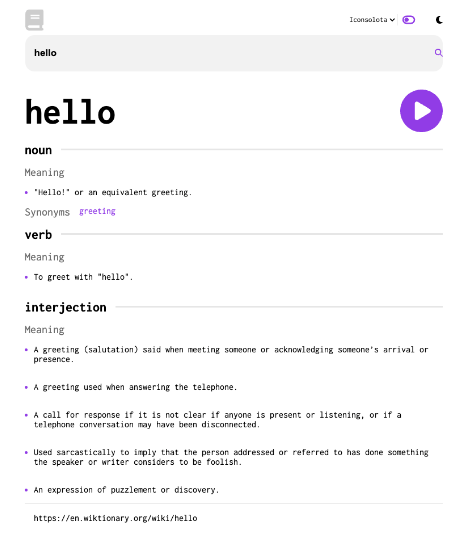 Iconsolota
hello
hello
noun
Meaning
"Hello!" or an equivalent greeting.
Synonyms greeting
verb
Meaning
To greet with "hello".
interjection
Meaning
A greeting (salutation) said when meeting someone or acknowledging someone's arrival or
presence.
A greeting used when answering the telephone.
A call for response if it is not clear if anyone is present or listening, or if a
telephone conversation may have been disconnected.
Used sarcastically to imply that the person addressed or referred to has done something
the speaker or writer considers to be foolish.
An expression of puzzlement or discovery.
https://en.wiktionary.org/wiki/hello